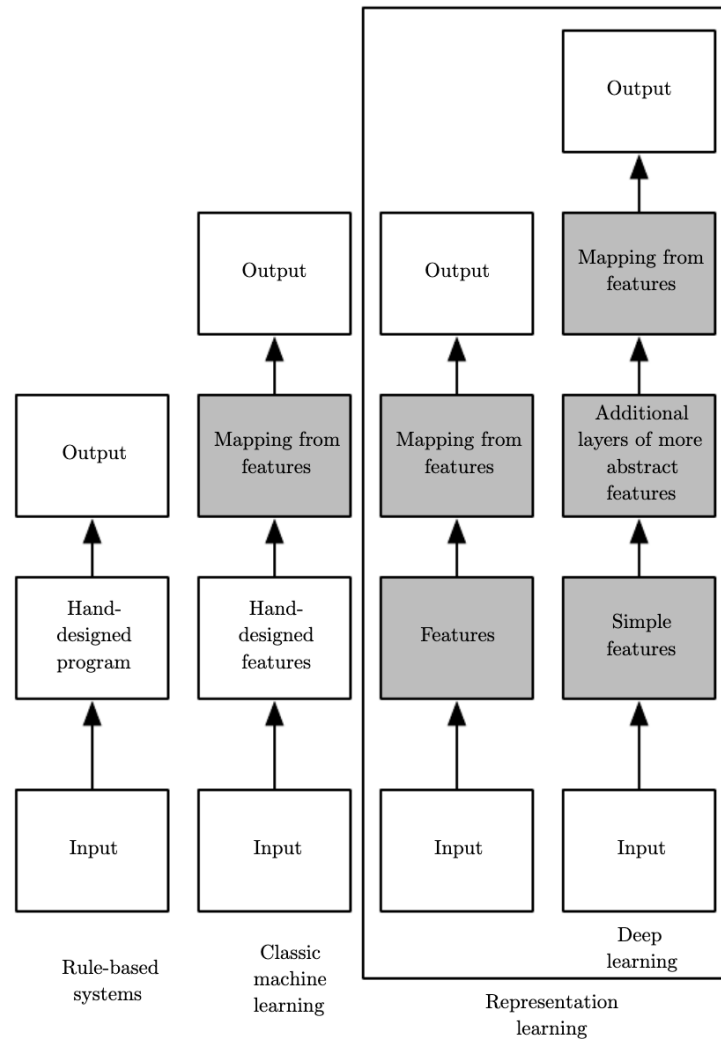 Output
Output
Output
Mapping from
features
Output
Mapping from
features
Mapping from
features
Additional
layers of more
abstract
features
Hand-
designed
program
Hand-
designed
features
Features
Simple
features
Input
Input
Input
Input
Rule-based
systems
Classic
machine
learning
Representation
learning
Deep
learning